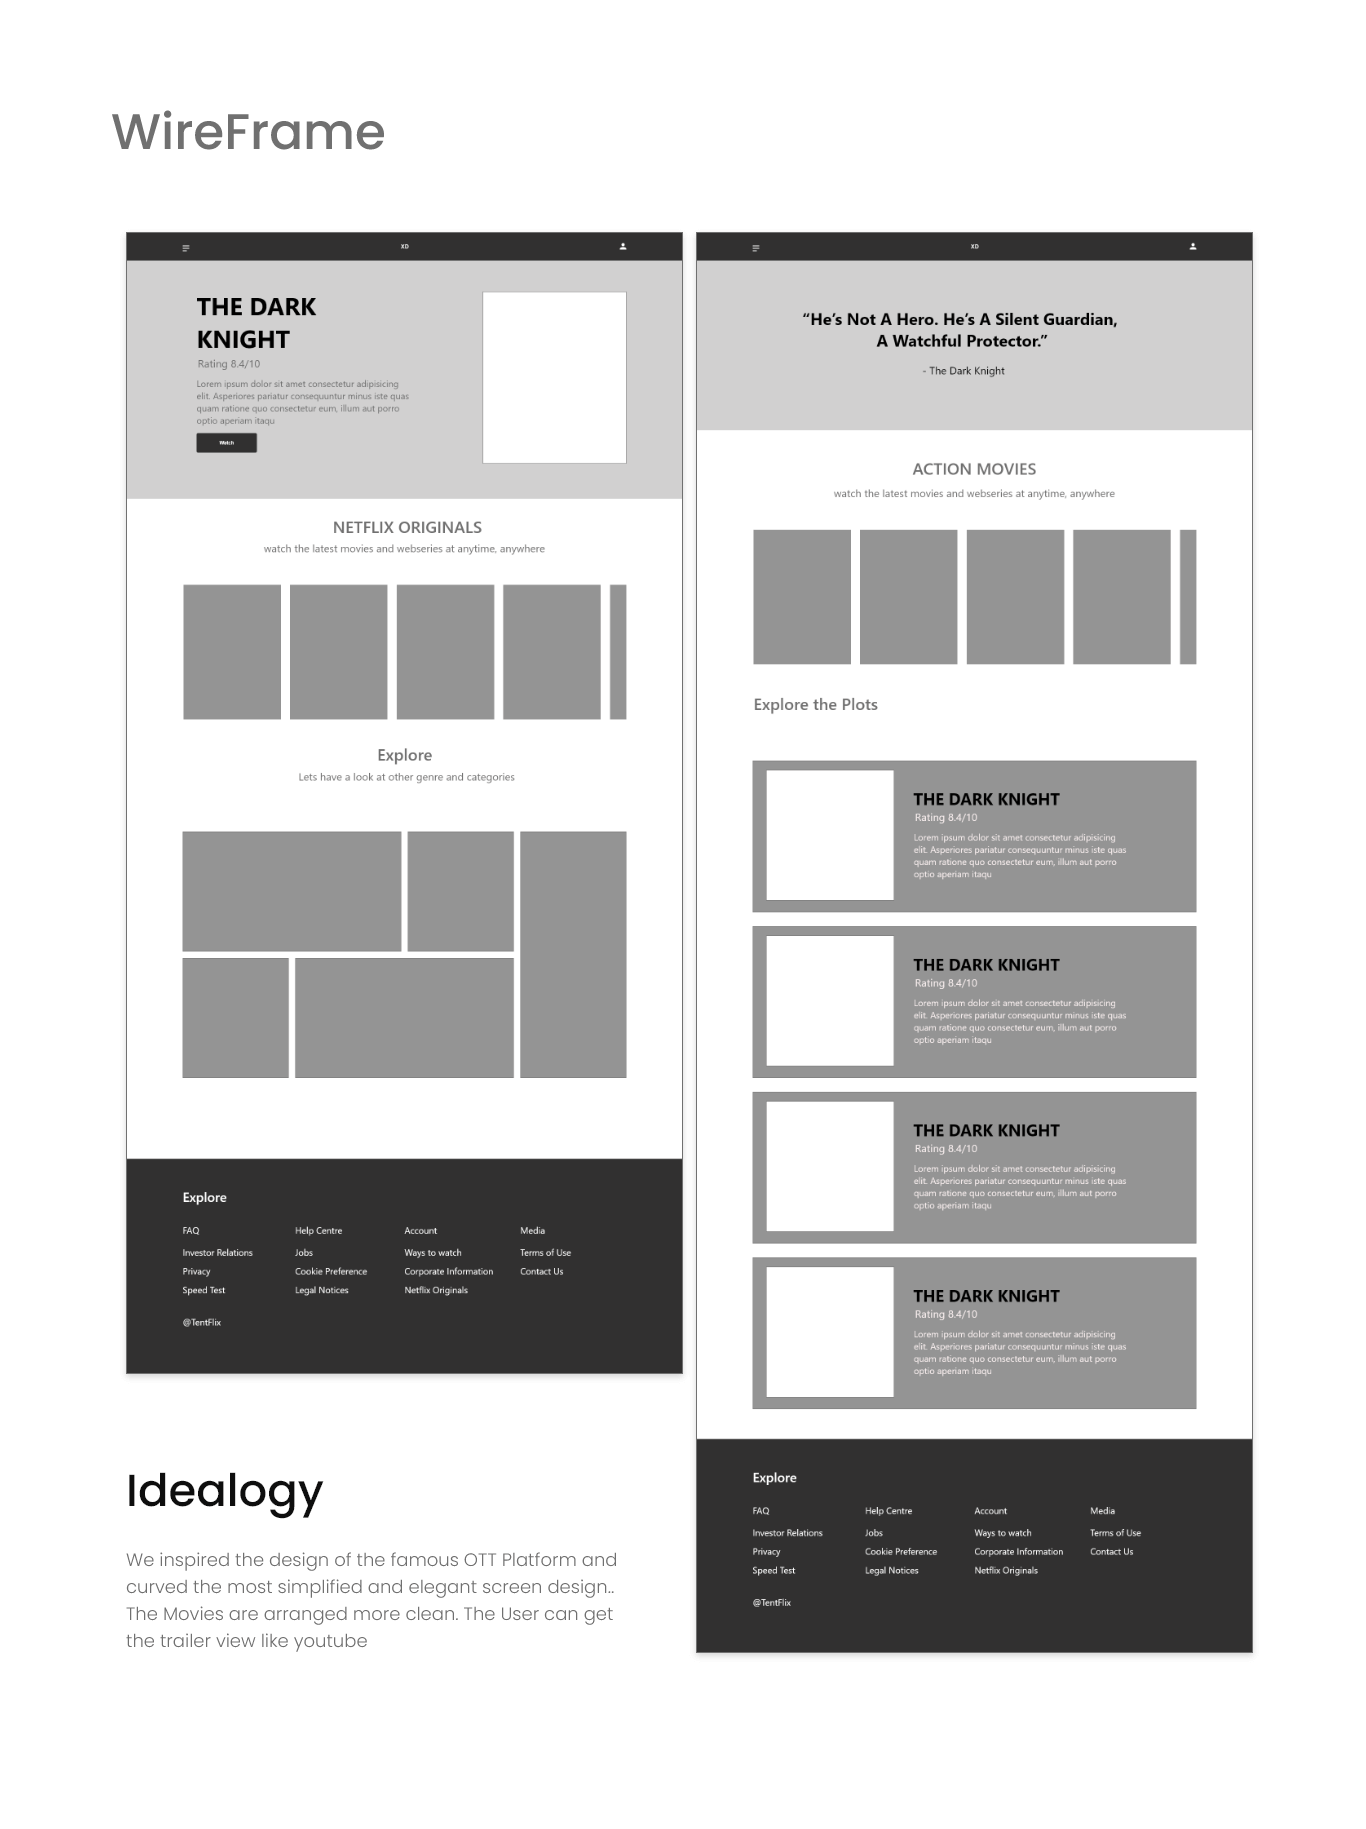 WireFrame
XD
THE DARK
KNIGHT
Rating 8.4/10
Lorem ipsum dolor sit amet consectetur adipisicing
elit. Asperiores pariatur consequuntur minus iste quas
quam ratione quo consectetur eum, illum aut porro
optio aperiam itaqu
Watch
NETFLIX ORIGINALS
watch the latest movies and webseries at anytime, anywhere
Explore
Lets have a look at other genre and categories
Explore
FAQ Help Centre Account Media
Investor Relations Jobs Ways to watch Terms of Use
Privacy Cookie Preference Corporate Information Contact Us
Speed Test Legal Notices Netflix Originals
@TentFlix
XD
“He’s Not A Hero. He’s A Silent Guardian,
A Watchful Protector.”
- The Dark Knight
ACTION MOVIES
watch the latest movies and webseries at anytime, anywhere
Explore the Plots
THE DARK KNIGHT
Rating 8.4/10
Lorem ipsum dolor sit amet consectetur adipisicing
elit. Asperiores pariatur consequuntur minus iste quas
quam ratione quo consectetur eum, illum aut porro
optio aperiam itaqu
THE DARK KNIGHT
Rating 8.4/10
Lorem ipsum dolor sit amet consectetur adipisicing
elit. Asperiores pariatur consequuntur minus iste quas
quam ratione quo consectetur eum, illum aut porro
optio aperiam itaqu
THE DARK KNIGHT
Rating 8.4/10
Lorem ipsum dolor sit amet consectetur adipisicing
elit. Asperiores pariatur consequuntur minus iste quas
quam ratione quo consectetur eum, illum aut porro
optio aperiam itaqu
THE DARK KNIGHT
Rating 8.4/10
Lorem ipsum dolor sit amet consectetur adipisicing
elit. Asperiores pariatur consequuntur minus iste quas
quam ratione quo consectetur eum, illum aut porro
optio aperiam itaqu
Explore
FAQ Help Centre Account Media
Investor Relations Jobs Ways to watch Terms of Use
Privacy Cookie Preference Corporate Information Contact Us
Speed Test Legal Notices Netflix Originals
@TentFlix
Idealogy
We inspired the design of the famous OTT Platform and
curved the most simplified and elegant screen design..
The Movies are arranged more clean. The User can get
the trailer view like youtube